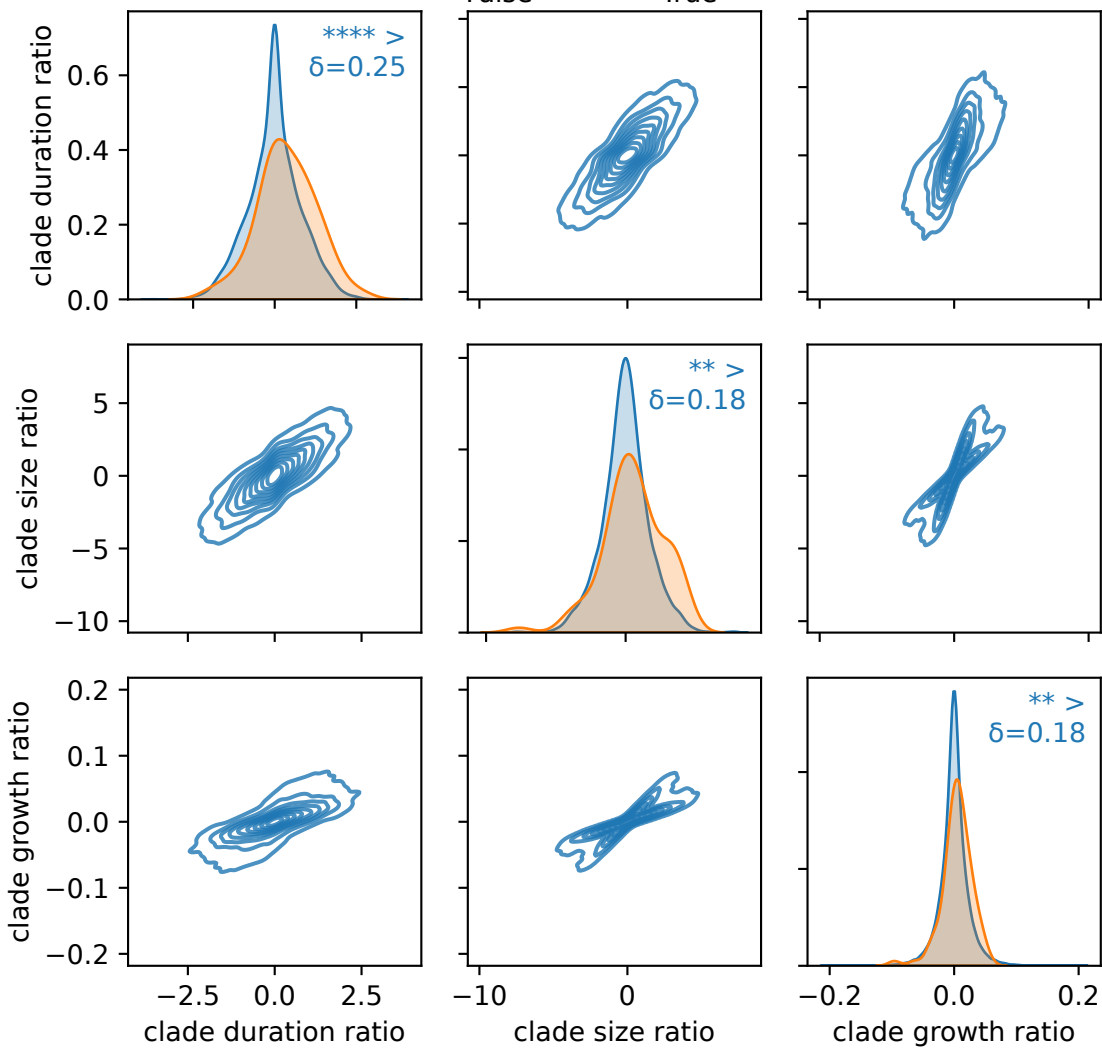 clade duration ratio
0.6
0.4
0.2
0.0
**** >
δ=0.25
clade size ratio
5
0
−5
−10
** >
δ=0.18
clade growth ratio
0.2
0.1
0.0
−0.1
−0.2
** >
δ=0.18
−2.5 0.0 2.5
−10 0
−0.2 0.0 0.2
clade duration ratio
clade size ratio
clade growth ratio